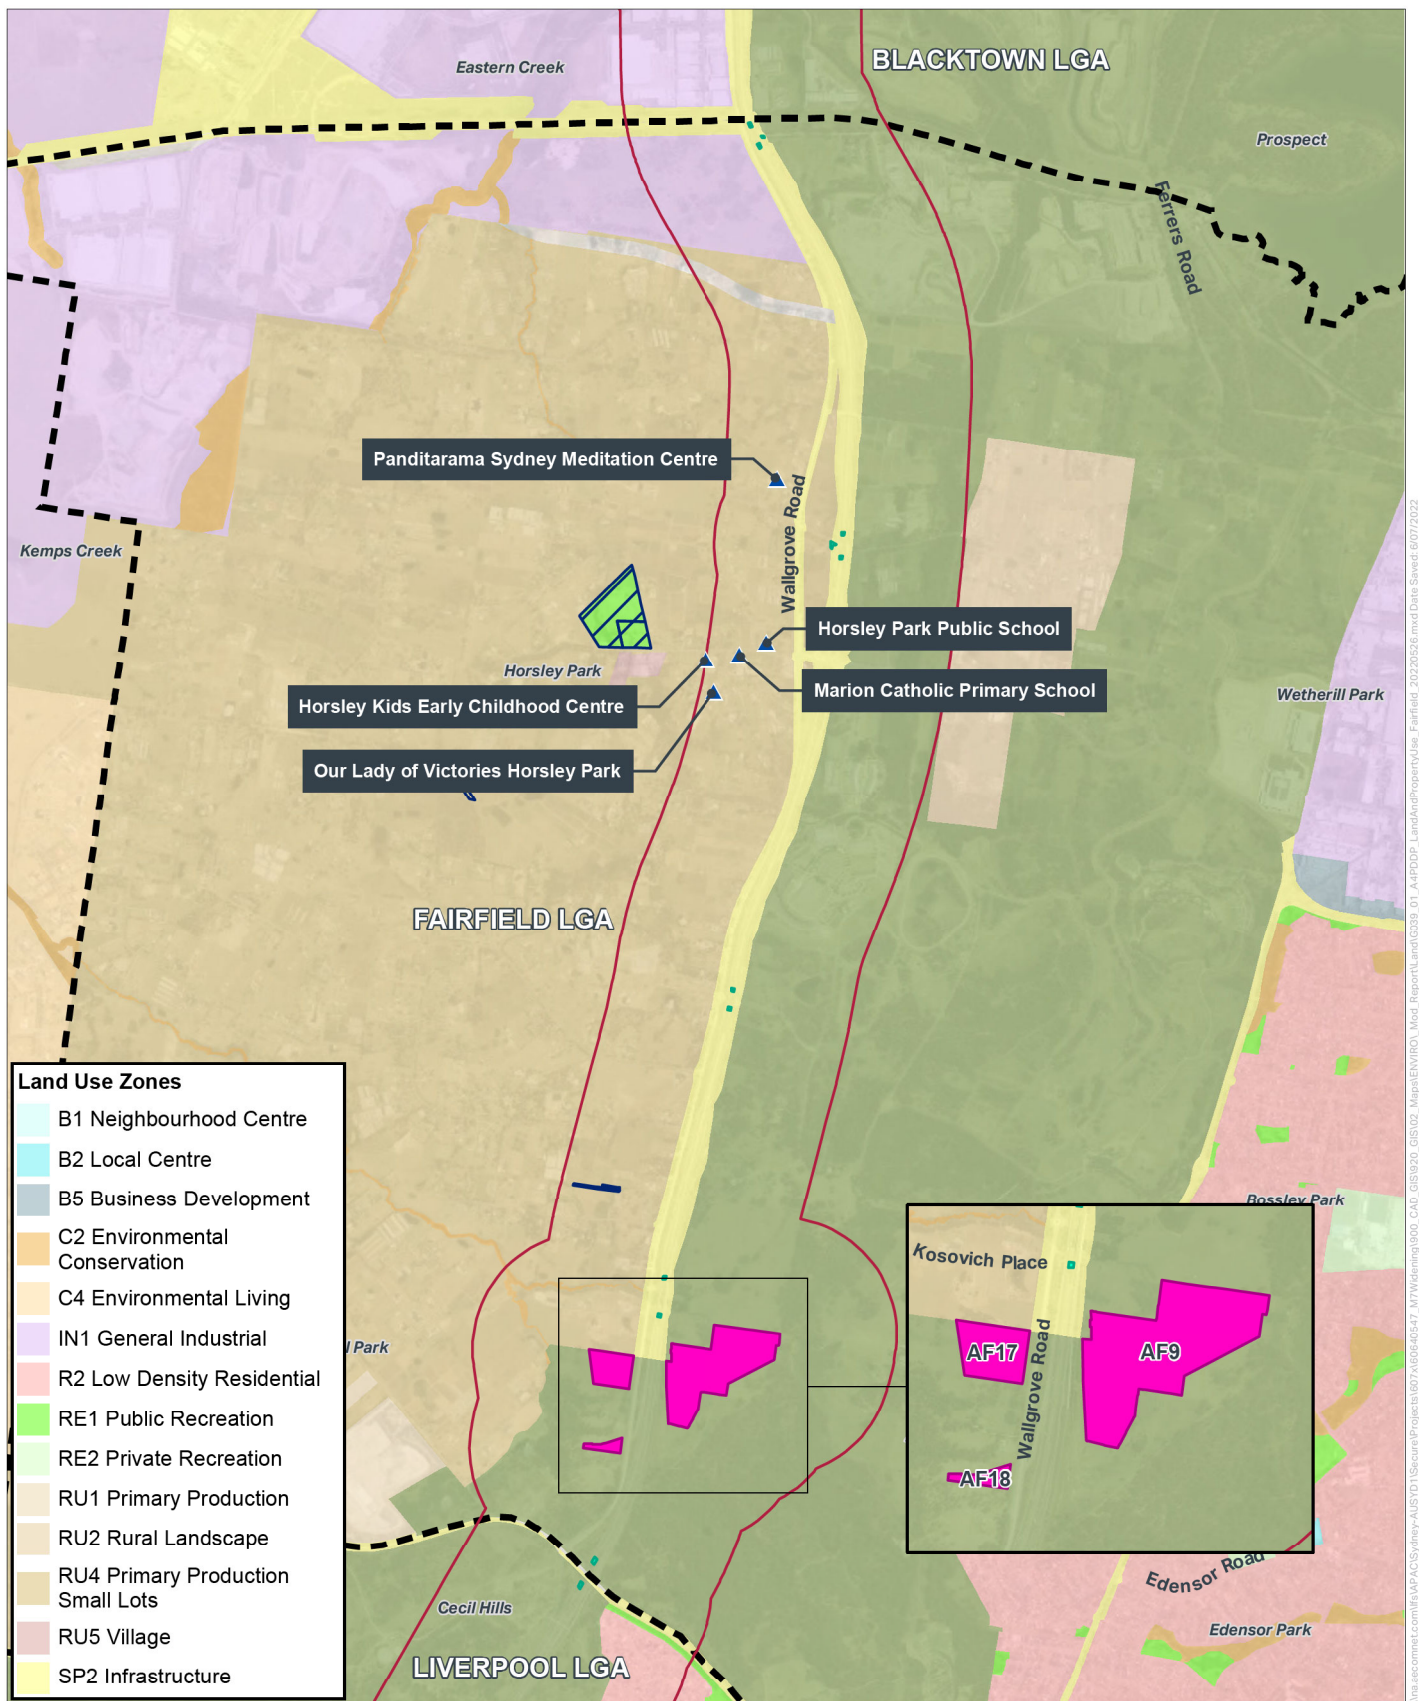 BLACKTOWN LGA
Eastern Creek
Prospect
Ferrers Road
Panditarama Sydney Meditation Centre
Wallgrove Road
Kemps Creek
Horsley Park Public School
Horsley Park
Marion Catholic Primary School
Wetherill Park
Horsley Kids Early Childhood Centre
Our Lady of Victories Horsley Park
FAIRFIELD LGA
Land Use Zones
B1 Neighbourhood Centre
B2 Local Centre
B5 Business Development
C2 Environmental
Conservation
C4 Environmental Living
IN1 General Industrial
R2 Low Density Residential
RE1 Public Recreation
RE2 Private Recreation
RU1 Primary Production
RU2 Rural Landscape
RU4 Primary Production
Small Lots
RU5 Village
SP2 Infrastructure
Bossley Park
Kosovich Place
AF17
AF9
Wallgrove Road
AF18
l Park
Edensor Road
Cecil Hills
Edensor Park
LIVERPOOL LGA